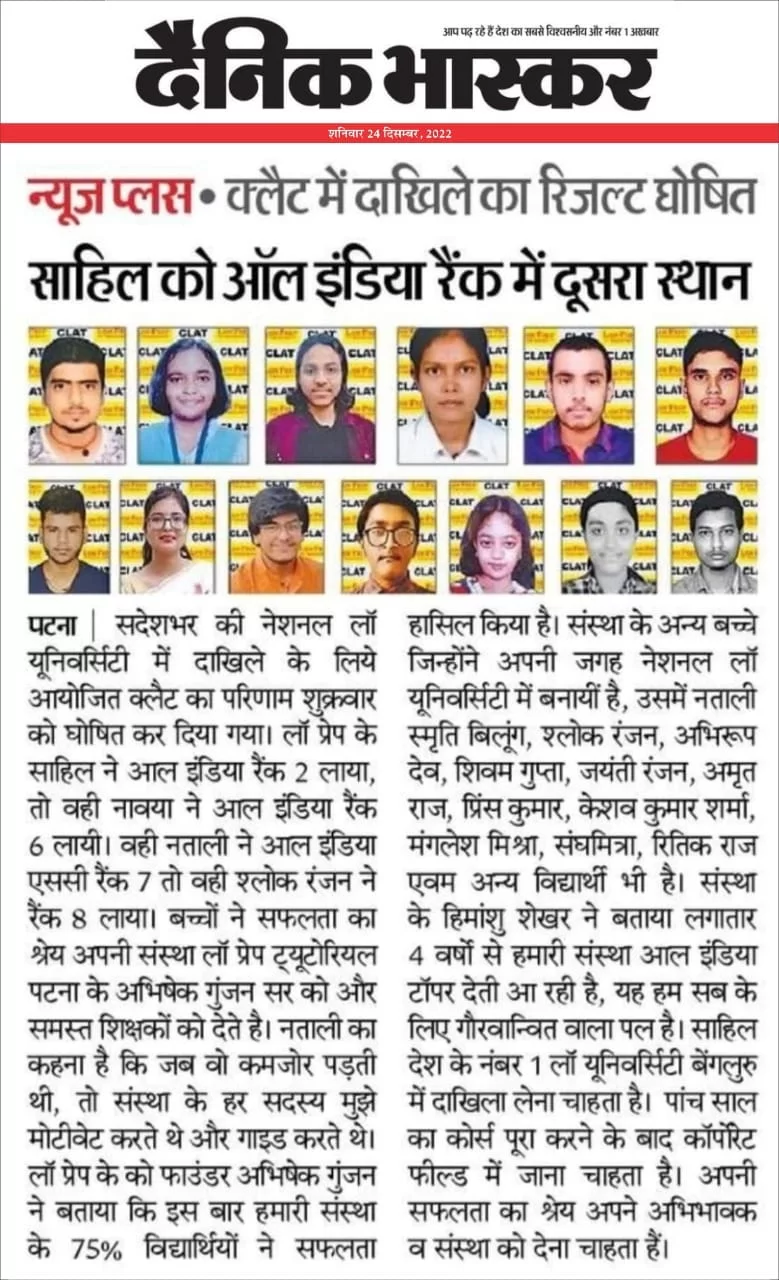 आप पढ़ रहे हैं देश का सबसे विश्वसनीय और नंबर 1 अखबार
दैनिक भास्कर
शनिवार 24 दिसम्बर, 2022
न्यूज प्लस • क्लैट में दाखिले का रिजल्ट घोषित
साहिल को ऑल इंडिया रैंक में दूसरा स्थान
पटना | सदेशभर की नेशनल लॉ
यूनिवर्सिटी में दाखिले के लिये
आयोजित क्लैट का परिणाम शुक्रवार
को घोषित कर दिया गया। लॉ प्रेप के
साहिल ने आल इंडिया रैंक 2 लाया,
तो वही नावया ने आल इंडिया रैंक
6 लायी। वही नताली ने आल इंडिया
एससी रैंक 7 तो वही श्लोक रंजन ने
रैंक 8 लाया। बच्चों ने सफलता का
श्रेय अपनी संस्था लॉ प्रेप ट्यूटोरियल
पटना के अभिषेक गुंजन सर को और
समस्त शिक्षकों को देते है। नताली का
कहना है कि जब वो कमजोर पड़ती
थी, तो संस्था के हर सदस्य मुझे
मोटीवेट करते थे और गाइड करते थे।
लॉ प्रेप के को फाउंडर अभिषेक गुंजन
ने बताया कि इस बार हमारी संस्था
के 75% विद्यार्थियों ने सफलता
हासिल किया है। संस्था के अन्य बच्चे
जिन्होंने अपनी जगह नेशनल लॉ
यूनिवर्सिटी में बनायीं है, उसमें नताली
स्मृति बिलूंग, श्लोक रंजन, अभिरूप
देव, शिवम गुप्ता, जयंती रंजन, अमृत
राज, प्रिंस कुमार, केशव कुमार शर्मा,
मंगलेश मिश्रा, संघमित्रा, रितिक राज
एवम अन्य विद्यार्थी भी है। संस्था
के हिमांशु शेखर ने बताया लगातार
4 वर्षो से हमारी संस्था आल इंडिया
टॉपर देती आ रही है, यह हम सब के
लिए गौरवान्वित वाला पल है। साहिल
देश के नंबर 1 लॉ यूनिवर्सिटी बेंगलुरु
में दाखिला लेना चाहता है। पांच साल
का कोर्स पूरा करने के बाद कॉर्पोरेट
फील्ड में जाना चाहता है। अपनी
सफलता का श्रेय अपने अभिभावक
व संस्था को देना चाहता हैं।